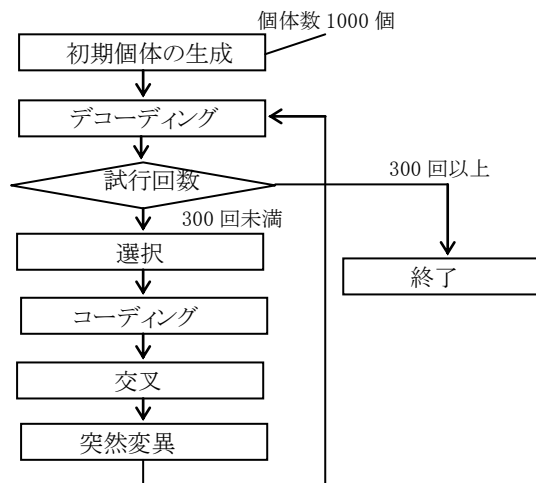 個体数 1000 個
初期個体の生成
デコーディング
試行回数
300 回以上
300 回未満
選択
終了
コーディング
交叉
突然変異